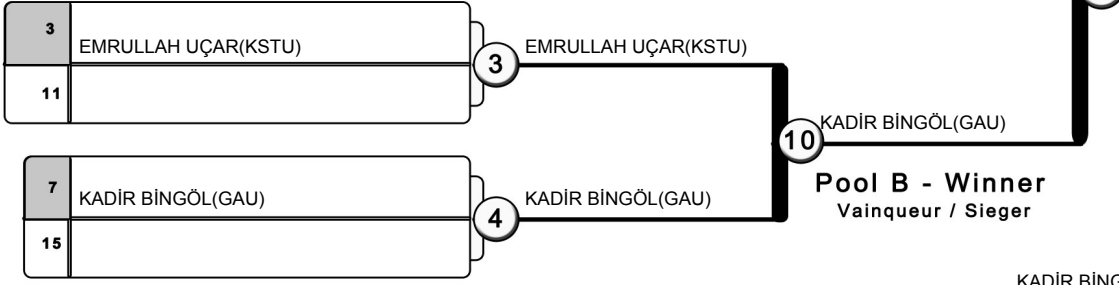 3
EMRULLAH UÇAR(KSTU)
11
3
EMRULLAH UÇAR(KSTU)
7
KADİR BİNGÖL(GAU)
15
4
KADİR BİNGÖL(GAU)
10
KADİR BİNGÖL(GAU)
Pool B - Winner
Vainqueur / Sieger
KADİR